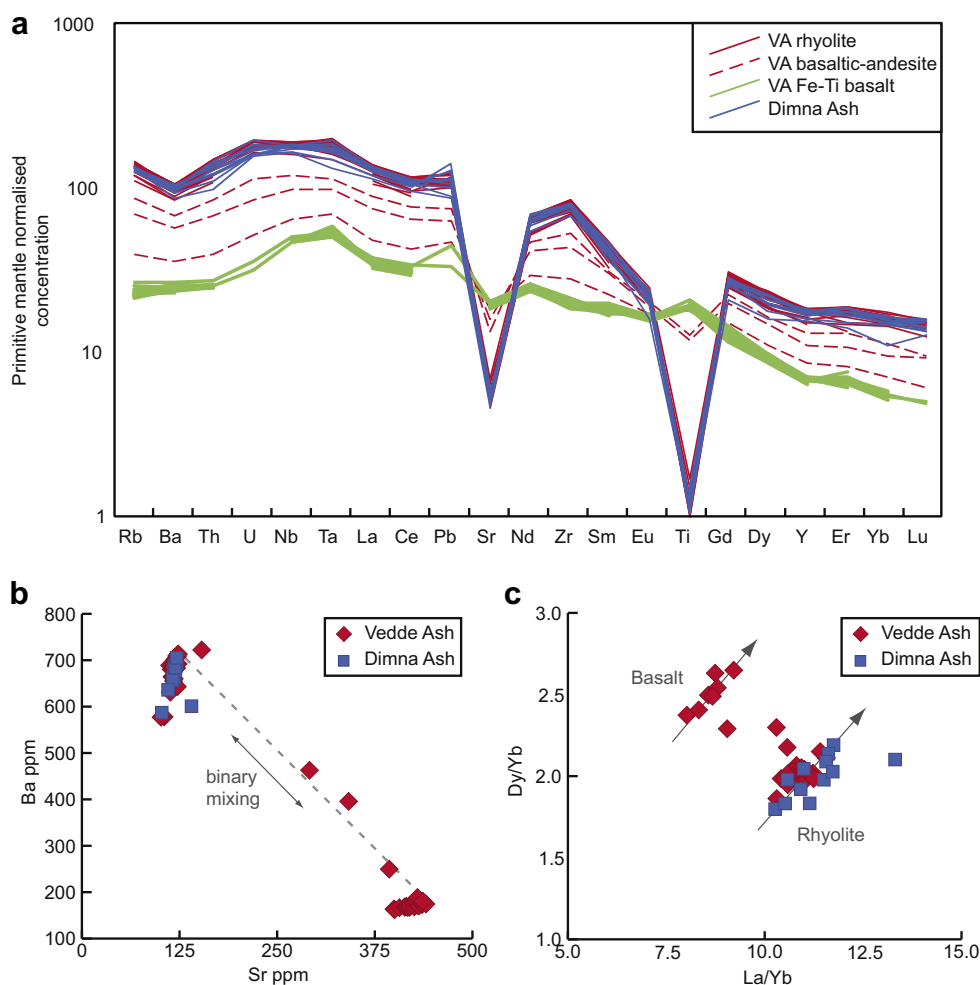 a
1000
100
10
1
Primitive mantle normalised
concentration
VA rhyolite
VA basaltic-andesite
VA Fe-Ti basalt
Dimna Ash
Rb Ba Th U Nb Ta La Ce Pb Sr Nd Zr Sm Eu Ti Gd Dy Y Er Yb Lu
b
800
700
600
500
400
300
200
100
Ba ppm
Vedde Ash
Dimna Ash
binary
mixing
0 125 250 375 500
Sr ppm
c
3.0
2.5
2.0
1.5
1.0
Dy/Yb
Vedde Ash
Dimna Ash
Basalt
Rhyolite
5.0 7.5 10.0 12.5 15.0
La/Yb